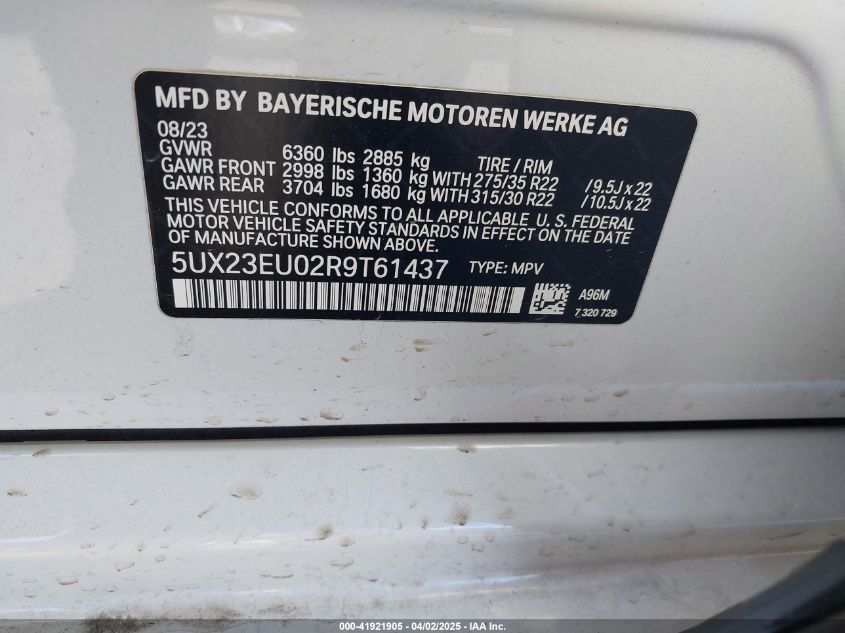 MFD BY BAYERISCHE MOTOREN WERKE AG
08/23
GVWR 6360 lbs 2885 kg TIRE / RIM
GAWR FRONT 2998 lbs 1360 kg WITH 275/35 R22 / 9.5J x 22
GAWR REAR 3704 lbs 1680 kg WITH 315/30 R22 / 10.5J x 22
THIS VEHICLE CONFORMS TO ALL APPLICABLE U. S. FEDERAL
MOTOR VEHICLE SAFETY STANDARDS IN EFFECT ON THE DATE
OF MANUFACTURE SHOWN ABOVE.
5UX23EU02R9T61437 TYPE: MPV
A96M
7 320 729
000-41921905 - 04/02/2025 - IAA Inc.